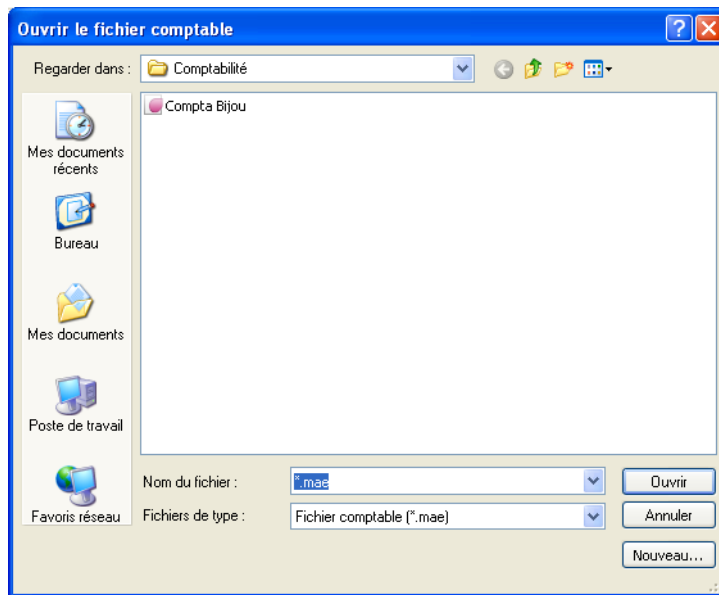 Ouvrir le fichier comptable
Regarder dans :
Comptabilité
Compta Bijou
Mes documents
récents
Bureau
Mes documents
Poste de travail
Favoris réseau
Nom du fichier :
*.mae
Ouvrir
Fichiers de type :
Fichier comptable (*.mae)
Annuler
Nouveau...